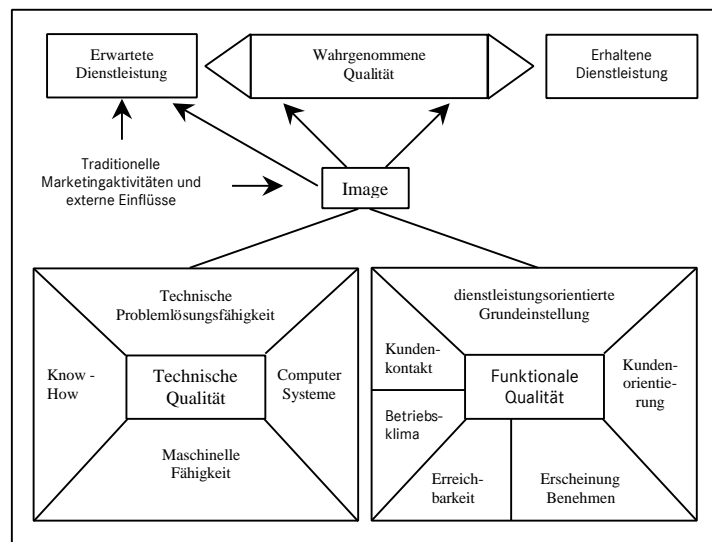 Erwartete
Dienstleistung
Wahrgenommene
Qualität
Erhaltene
Dienstleistung
Traditionelle
Marketingaktivitäten und
externe Einflüsse
Image
Technische
Problemlösungsfähigkeit
Know -
How
Technische
Qualität
Computer
Systeme
Maschinelle
Fähigkeit
dienstleistungsorientierte
Grundeinstellung
Kunden-
kontakt
Funktionale
Qualität
Kunden-
orientie-
rung
Betriebs-
klima
Erreich-
barkeit
Erscheinung
Benehmen